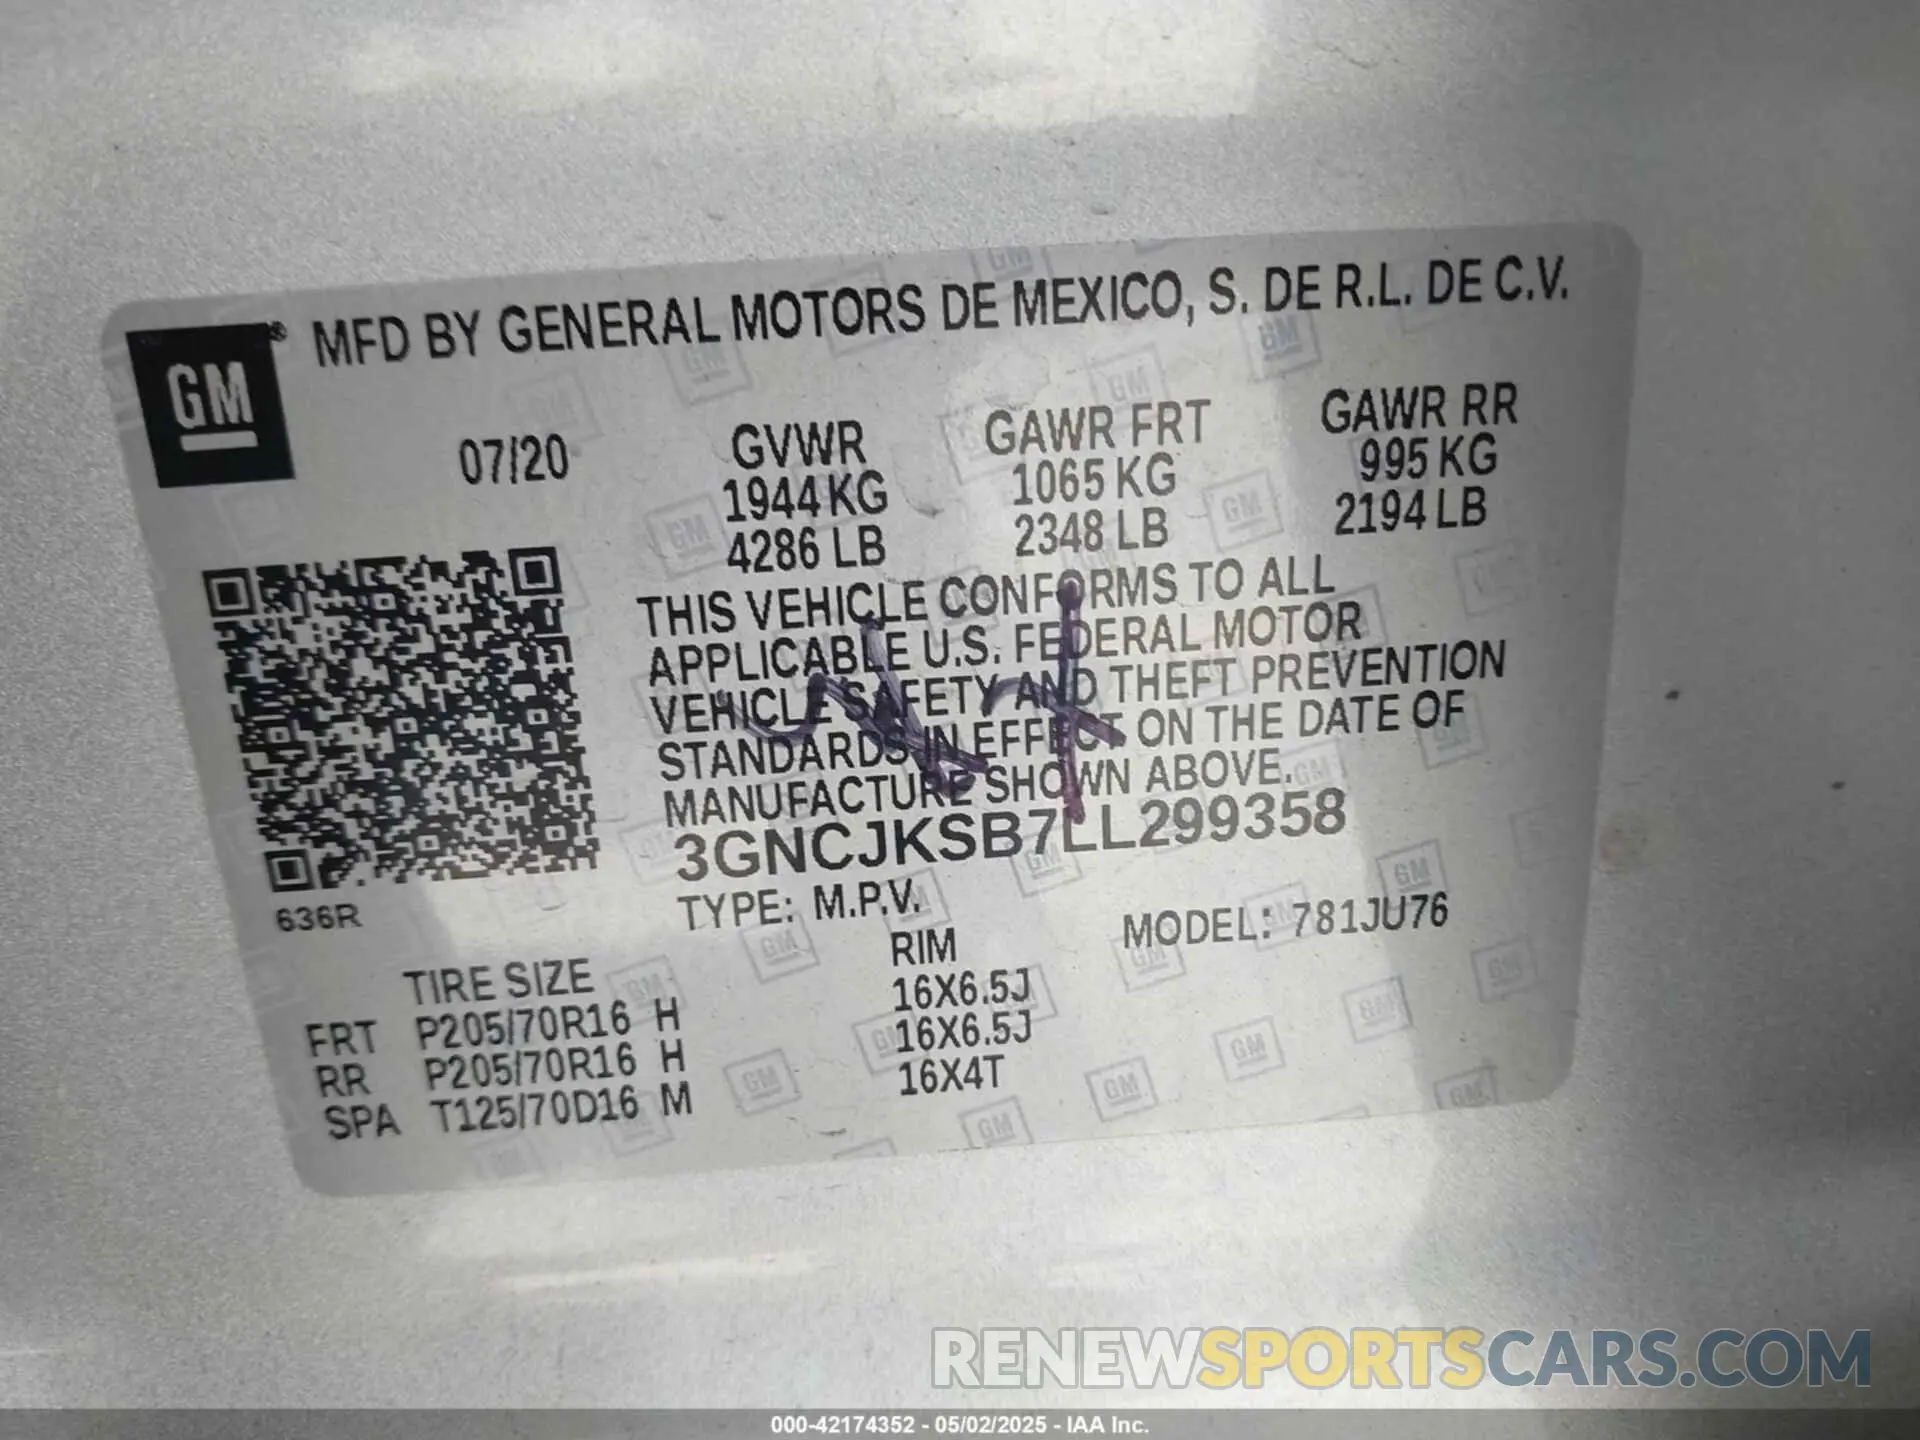 GM® MFD BY GENERAL MOTORS DE MEXICO, S. DE R.L. DE C.V.
07/20 GVWR GAWR FRT GAWR RR
1944 KG 1065 KG 995 KG
4286 LB 2348 LB 2194 LB
THIS VEHICLE CONFORMS TO ALL
APPLICABLE U.S. FEDERAL MOTOR
VEHICLE SAFETY AND THEFT PREVENTION
STANDARDS IN EFFECT ON THE DATE OF
MANUFACTURE SHOWN ABOVE.
3GNCJKSB7LL299358
636R TYPE: M.P.V. MODEL: 781JU76
TIRE SIZE RIM
FRT P205/70R16 H 16X6.5J
RR P205/70R16 H 16X6.5J
SPA T125/70D16 M 16X4T
RENEWSPORTSCARS.COM
000-42174352 - 05/02/2025 - IAA Inc.